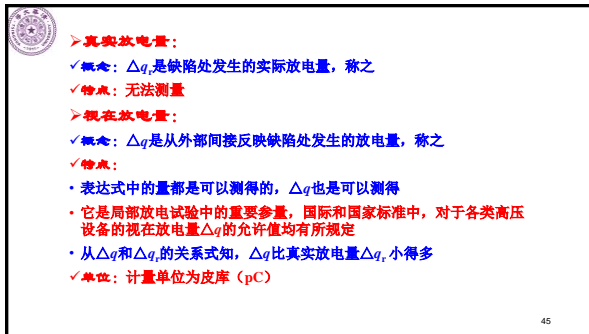 ➢真实放电量：
✓概念：△qr是缺陷处发生的实际放电量，称之
✓特点：无法测量
➢视在放电量：
✓概念：△q是从外部间接反映缺陷处发生的放电量，称之
✓特点：
• 表达式中的量都是可以测得的，△q也是可以测得
• 它是局部放电试验中的重要参量，国际和国家标准中，对于各类高压
设备的视在放电量△q的允许值均有所规定
• 从△q和△qr的关系式知，△q比真实放电量△qr 小得多
✓单位：计量单位为皮库（pC）
45